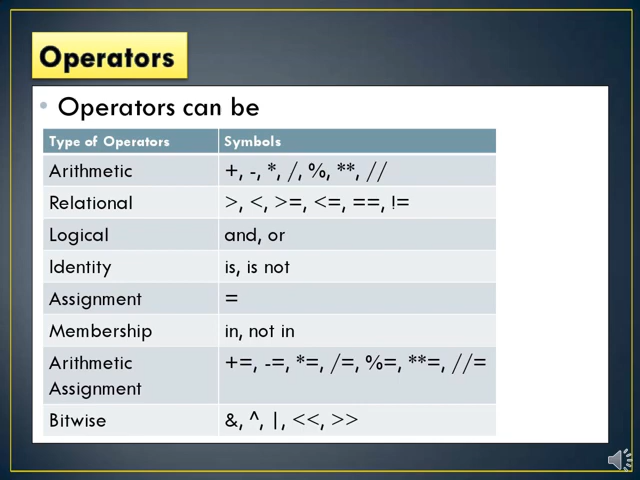 Operators
• Operators can be
Type of Operators Symbols
Arithmetic +, -, *, /, %, **, //
Relational >, <, >=, <=, ==, !=
Logical and, or
Identity is, is not
Assignment =
Membership in, not in
Arithmetic +=, -=, *=, /=, %=, **=, //=
Assignment
Bitwise &, ^, |, <<, >>